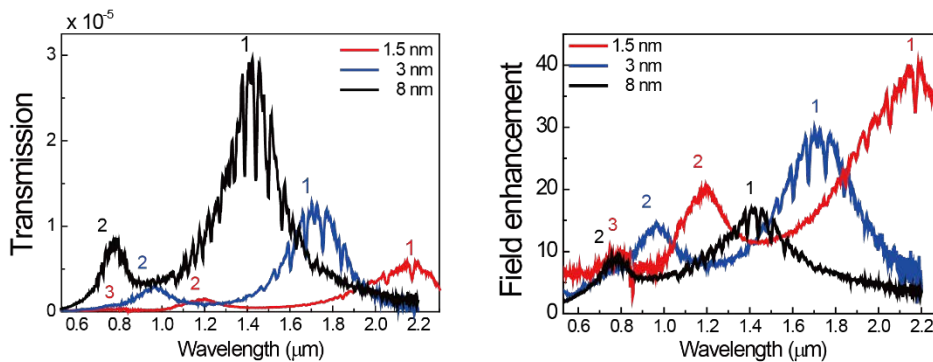 x 10⁻⁵
3
2
1
0
Transmission
1
2
1
2
3
2
1
1.5 nm
3 nm
8 nm
0.6 1.0 1.2 1.4 1.6 1.8 2.0 2.2
Wavelength (μm)
40
30
20
10
0
Field enhancement
1.5 nm
3 nm
8 nm
1
1
2
2
1
2 3
0.6 0.8 1.0 1.2 1.4 1.6 1.8 2.0 2.2
Wavelength (μm)